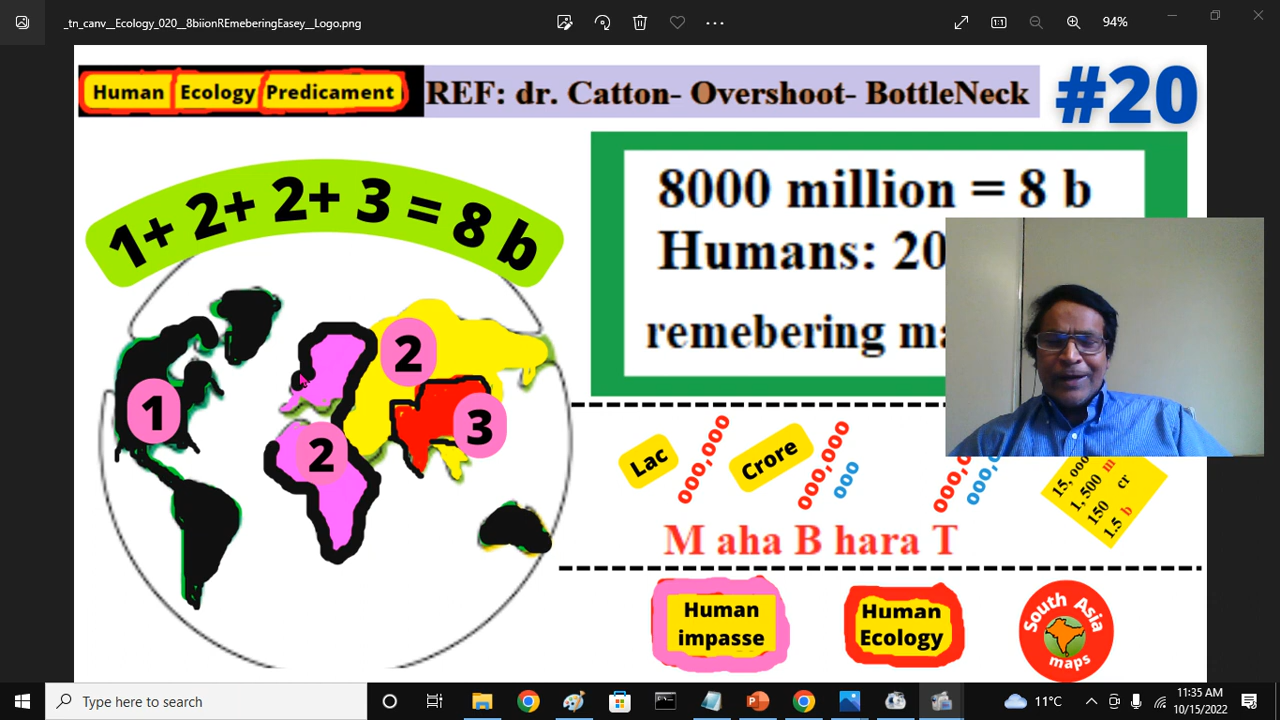 _tn_canv__Ecology_020__8biionREmeberingEasey__Logo.png
94%
Human Ecology Predicament REF: dr. Catton- Overshoot- BottleNeck #20
1+ 2+ 2+ 3 = 8 b
8000 million = 8 b
Humans: 20
remebering ma
1
2
2
3
Lac 000,000 Crore 000,000 000
000,0 000,
15,000
1,500 m
150 cr
1.5 b
M aha B hara T
Human impasse
Human Ecology
South Asia maps
Type here to search
11°C
11:35 AM
10/15/2022